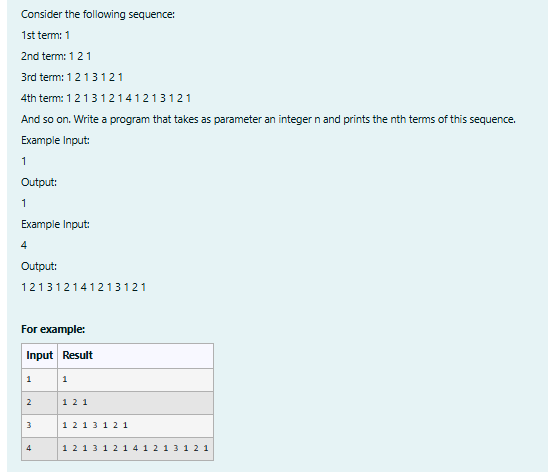 Consider the following sequence:
1st term: 1
2nd term: 1 2 1
3rd term: 1 2 1 3 1 2 1
4th term: 1 2 1 3 1 2 1 4 1 2 1 3 1 2 1
And so on. Write a program that takes as parameter an integer n and prints the nth terms of this sequence.
Example Input:
1
Output:
1
Example Input:
4
Output:
1 2 1 3 1 2 1 4 1 2 1 3 1 2 1
For example:
Input Result
1 1
2 1 2 1
3 1 2 1 3 1 2 1
4 1 2 1 3 1 2 1 4 1 2 1 3 1 2 1